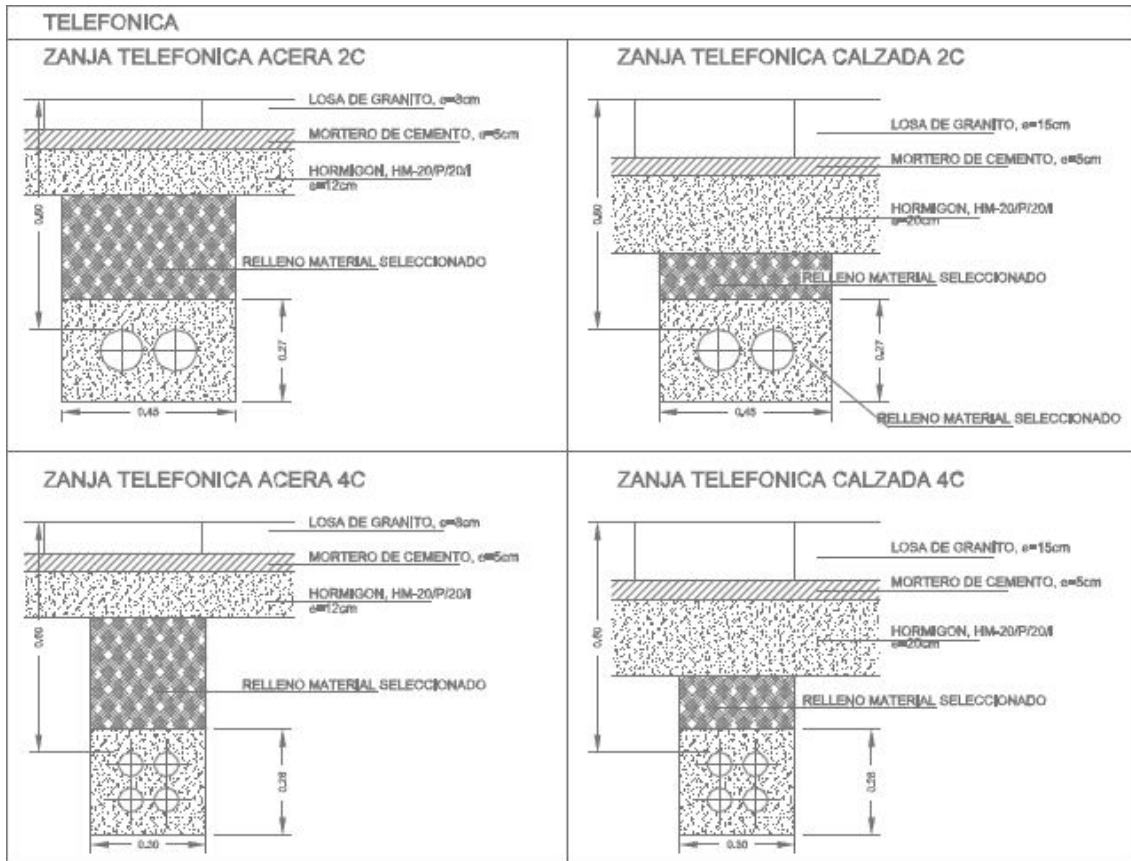 TELEFONICA
ZANJA TELEFONICA ACERA 2C
LOSA DE GRANITO, e=8cm
MORTERO DE CEMENTO, e=5cm
HORMIGON, HM-20/P/20/I
e=12cm
0,60
RELLENO MATERIAL SELECCIONADO
0,27
0,45
ZANJA TELEFONICA CALZADA 2C
LOSA DE GRANITO, e=15cm
MORTERO DE CEMENTO, e=5cm
HORMIGON, HM-20/P/20/I
e=20cm
0,60
RELLENO MATERIAL SELECCIONADO
0,27
0,45
RELLENO MATERIAL SELECCIONADO
ZANJA TELEFONICA ACERA 4C
LOSA DE GRANITO, e=8cm
MORTERO DE CEMENTO, e=5cm
HORMIGON, HM-20/P/20/I
e=12cm
0,60
RELLENO MATERIAL SELECCIONADO
0,28
0,30
ZANJA TELEFONICA CALZADA 4C
LOSA DE GRANITO, e=15cm
MORTERO DE CEMENTO, e=5cm
HORMIGON, HM-20/P/20/I
e=20cm
0,60
RELLENO MATERIAL SELECCIONADO
0,28
0,30